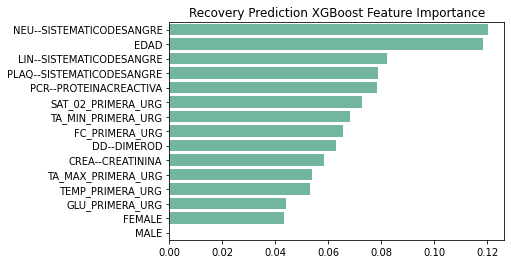 Recovery Prediction XGBoost Feature Importance
NEU--SISTEMATICODESANGRE
EDAD
LIN--SISTEMATICODESANGRE
PLAQ--SISTEMATICODESANGRE
PCR--PROTEINACREACTIVA
SAT_02_PRIMERA_URG
TA_MIN_PRIMERA_URG
FC_PRIMERA_URG
DD--DIMEROD
CREA--CREATININA
TA_MAX_PRIMERA_URG
TEMP_PRIMERA_URG
GLU_PRIMERA_URG
FEMALE
MALE
0.00 0.02 0.04 0.06 0.08 0.10 0.12